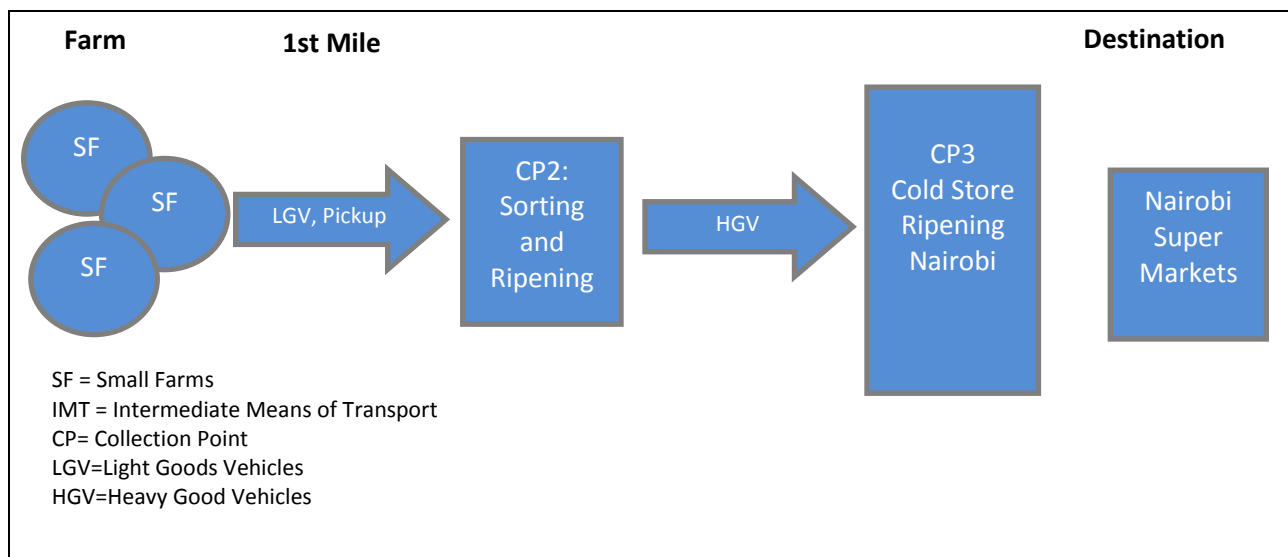 Farm
1st Mile
Destination
SF
SF
SF
LGV, Pickup
CP2:
Sorting
and
Ripening
HGV
CP3
Cold Store
Ripening
Nairobi
Nairobi
Super
Markets
SF = Small Farms
IMT = Intermediate Means of Transport
CP= Collection Point
LGV=Light Goods Vehicles
HGV=Heavy Good Vehicles